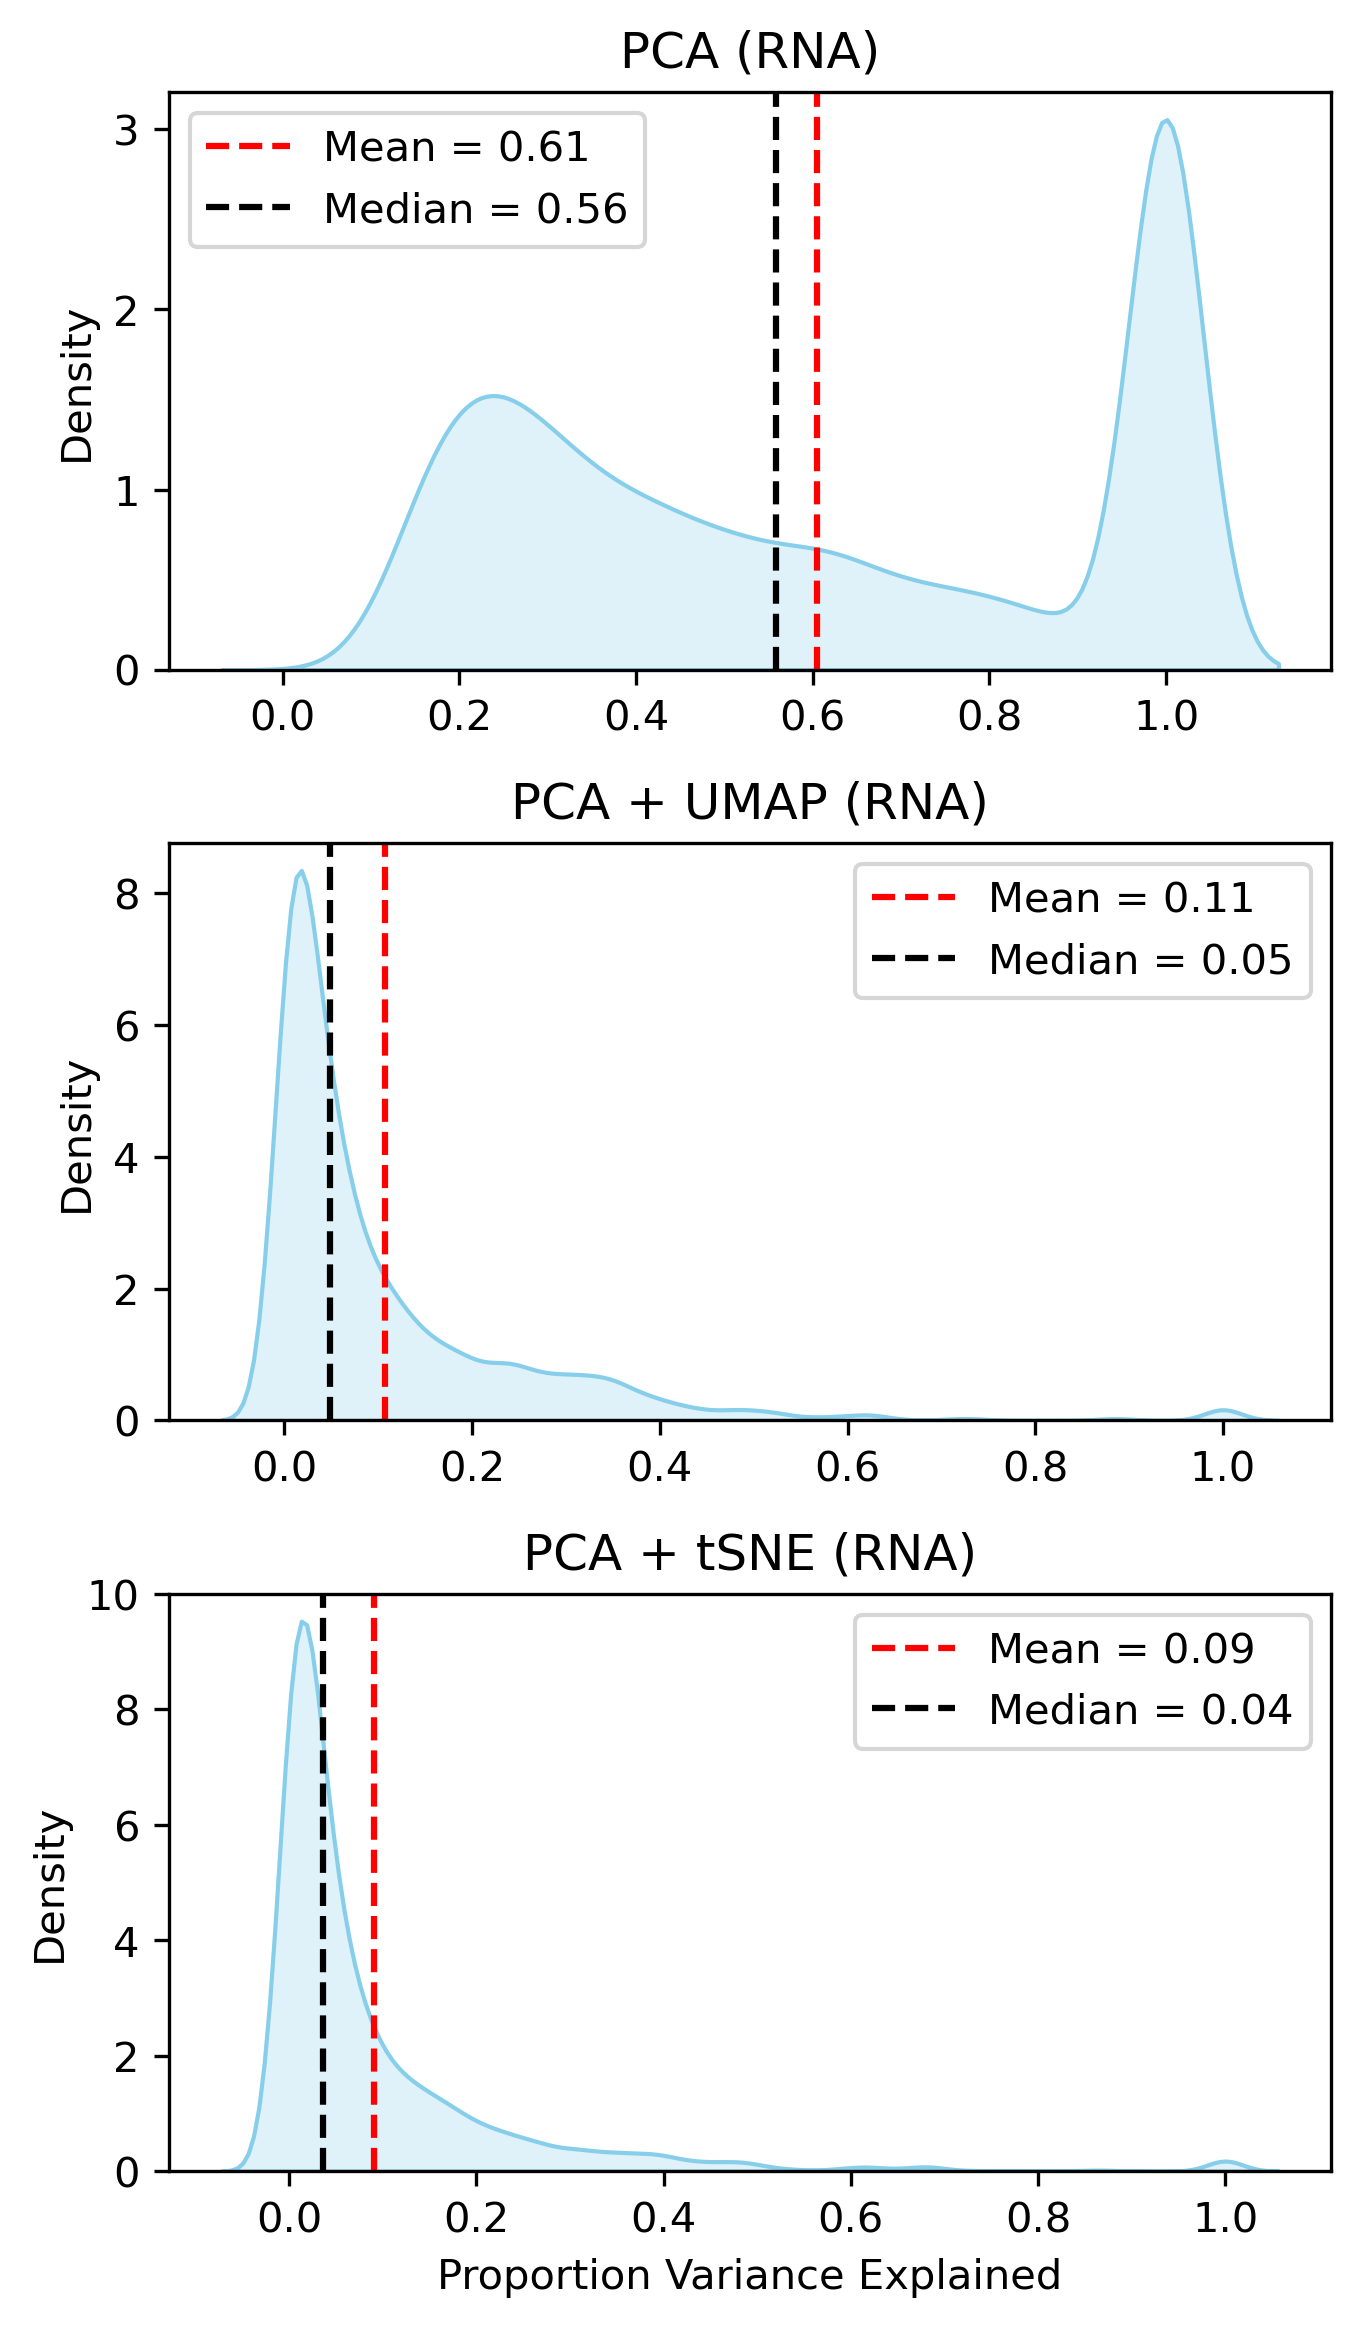 PCA (RNA)
Mean = 0.61
Median = 0.56
Density
3
2
1
0
0.0 0.2 0.4 0.6 0.8 1.0
PCA + UMAP (RNA)
Mean = 0.11
Median = 0.05
Density
8
6
4
2
0
0.0 0.2 0.4 0.6 0.8 1.0
PCA + tSNE (RNA)
Mean = 0.09
Median = 0.04
Density
10
8
6
4
2
0
0.0 0.2 0.4 0.6 0.8 1.0
Proportion Variance Explained